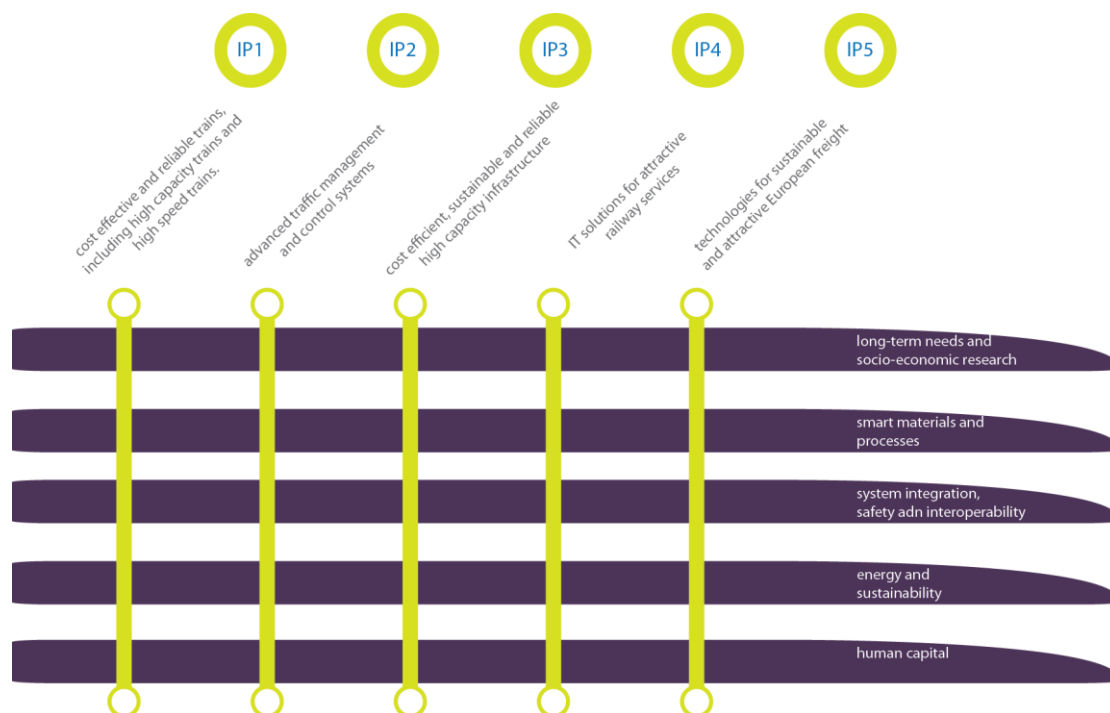 IP1
IP2
IP3
IP4
IP5
cost effective and reliable trains,
including high capacity trains and
high speed trains.
advanced traffic management
and control systems
cost efficient, sustainable and reliable
high capacity infrastructure
IT solutions for attractive
railway services
technologies for sustainable
and attractive European freight
long-term needs and
socio-economic research
smart materials and
processes
system integration,
safety adn interoperability
energy and
sustainability
human capital